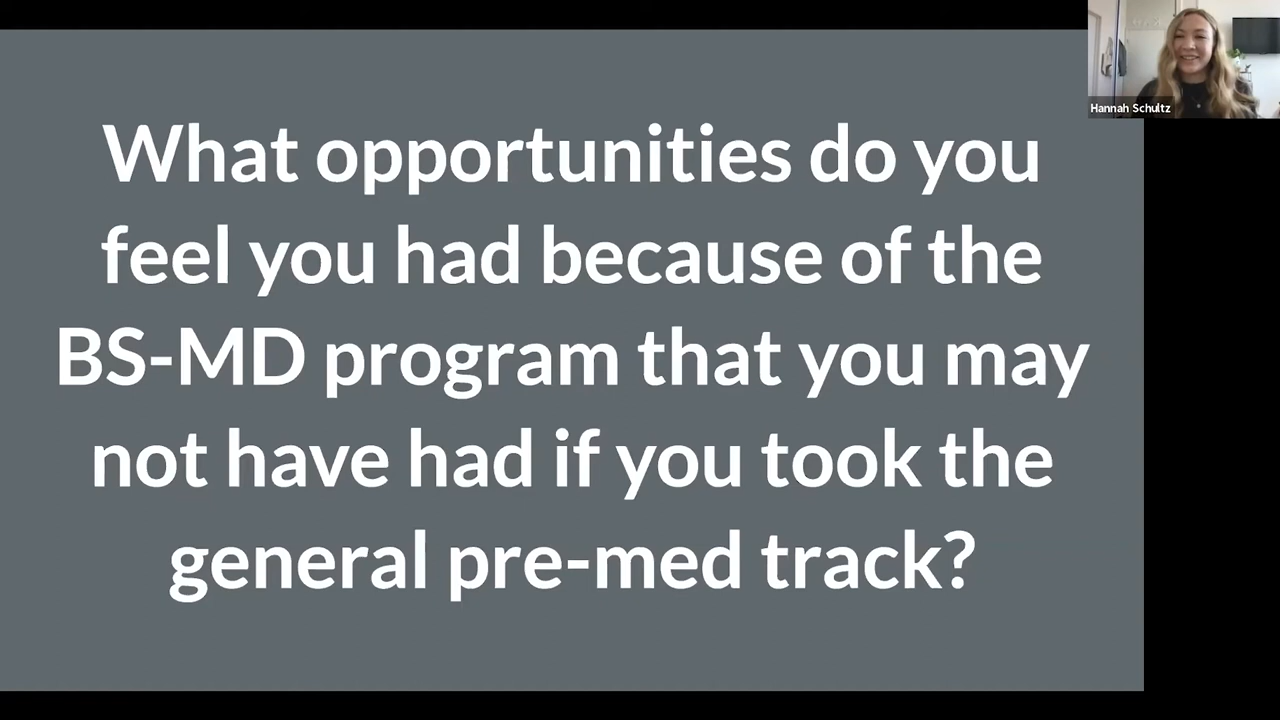 What opportunities do you
feel you had because of the
BS-MD program that you may
not have had if you took the
general pre-med track?
Hannah Schultz